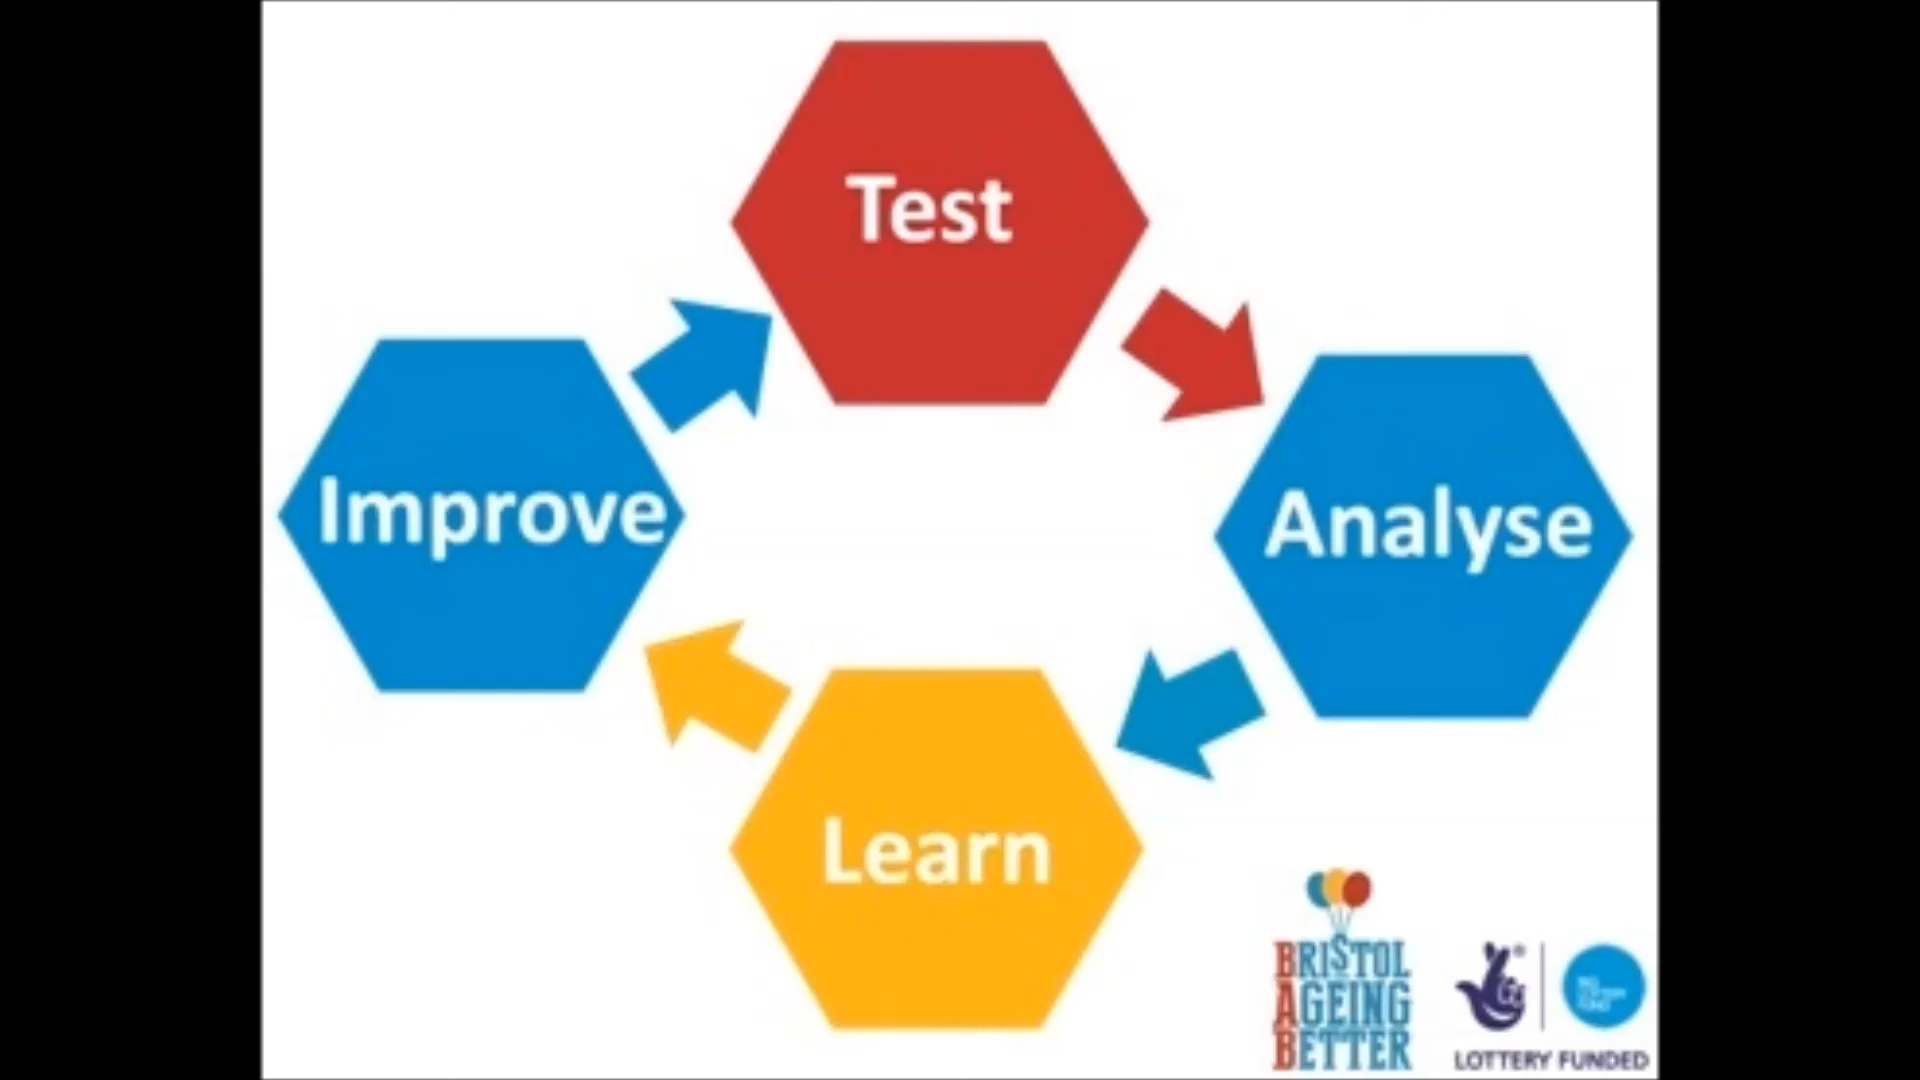 Test
Improve
Analyse
Learn
BRISTOL
AGEING
BETTER
LOTTERY FUNDED